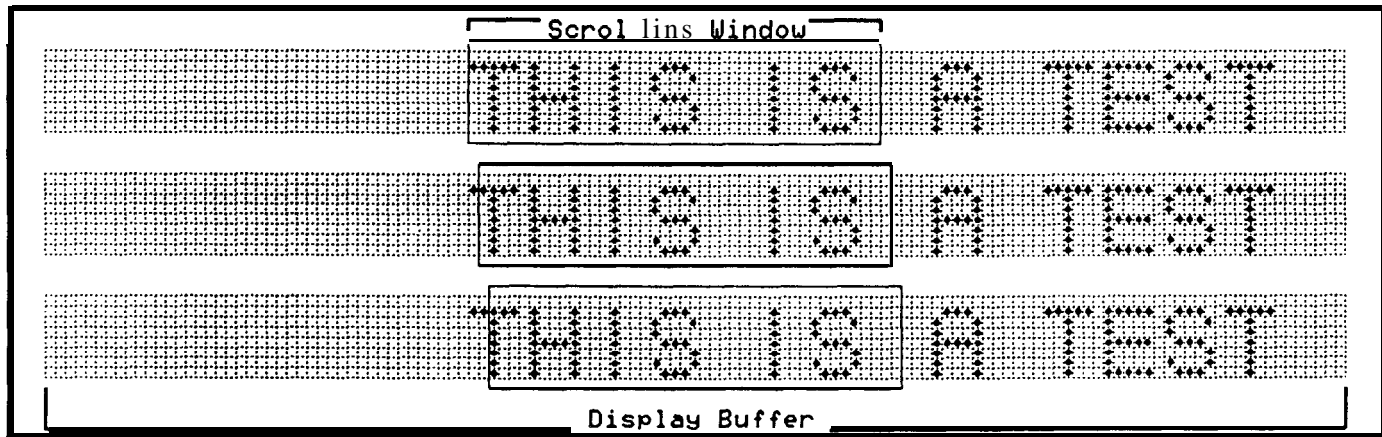 Scrol lins Window
THIS IS A TEST
THIS IS A TEST
THIS IS A TEST
Display Buffer